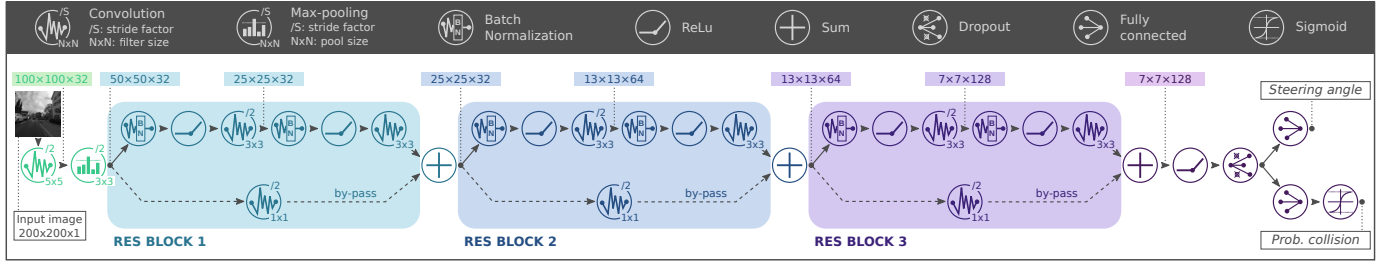 /S
NxN
Convolution
/S: stride factor
NxN: filter size
/S
NxN
Max-pooling
/S: stride factor
NxN: pool size
B
N
Batch
Normalization
ReLu
Sum
Dropout
Fully
connected
Sigmoid
100×100×32
50×50×32
25×25×32
25×25×32
13×13×64
13×13×64
7×7×128
7×7×128
Steering angle
B
N
/2
3x3
B
N
3x3
B
N
/2
3x3
B
N
3x3
B
N
/2
3x3
B
N
3x3
/2
5x5
/2
3x3
/2
1x1
by-pass
/2
1x1
by-pass
/2
1x1
by-pass
Input image
200x200x1
RES BLOCK 1
RES BLOCK 2
RES BLOCK 3
Prob. collision